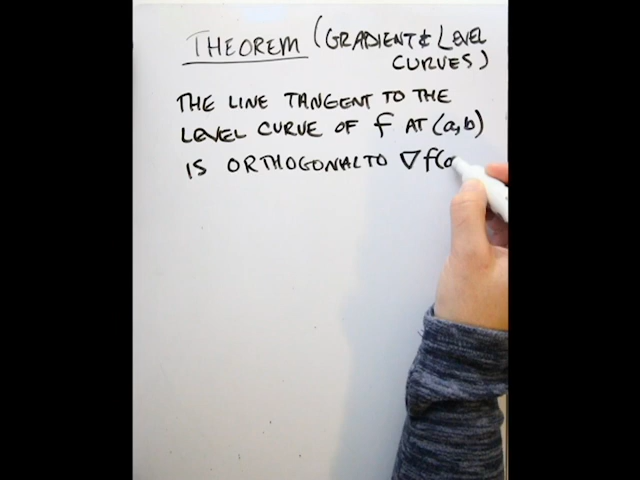 THEOREM (GRADIENT & LEVEL
CURVES)
THE LINE TANGENT TO THE
LEVEL CURVE OF f AT (a,b)
IS ORTHOGONAL TO ∇f(a